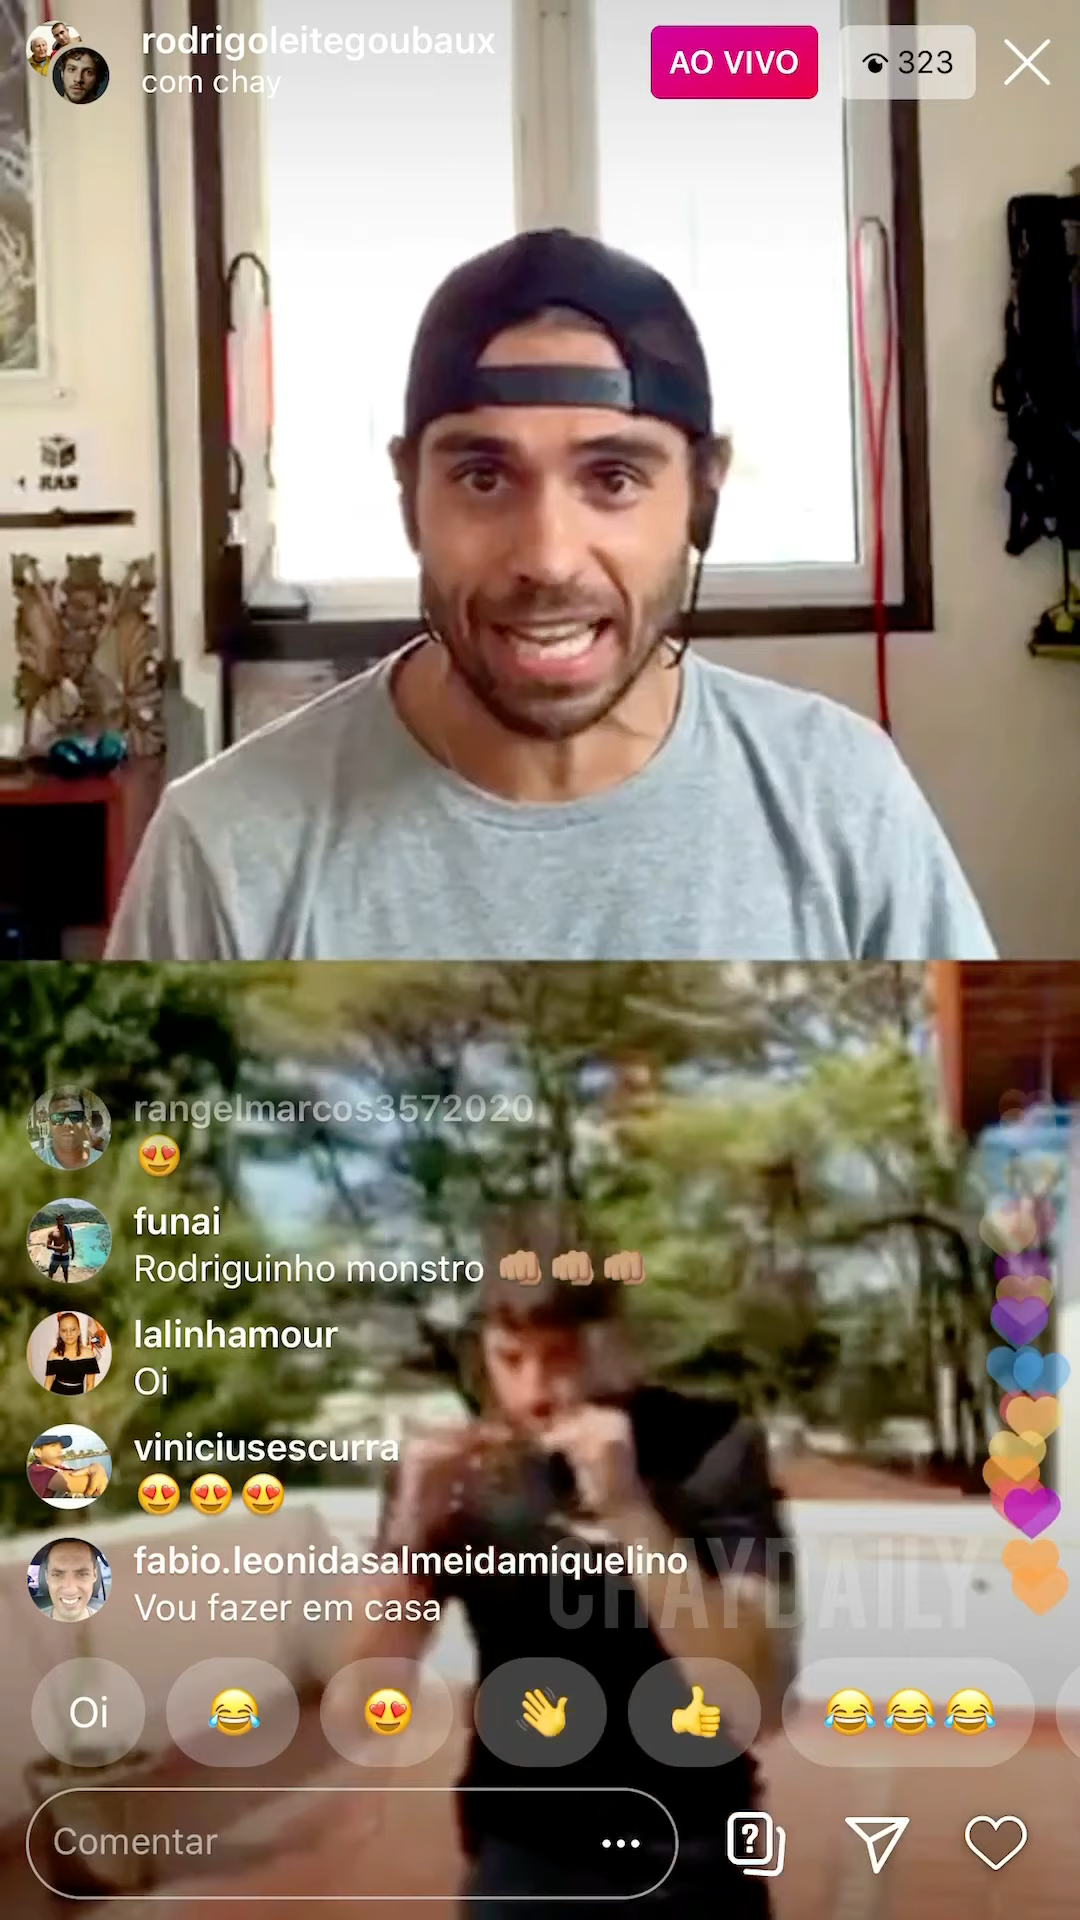 rodrigoleitegoubaux
com chay
AO VIVO
323
RAS
rangelmarcos3572020
😍
funai
Rodriguinho monstro 👊🏼👊🏼👊🏼
lalinhamour
Oi
viniciusescurra
😍😍😍
fabio.leonidasalmeidamiquelino
Vou fazer em casa
CHAYDAILY
Oi 😂 😍 👋 👍 😂😂😂
Comentar